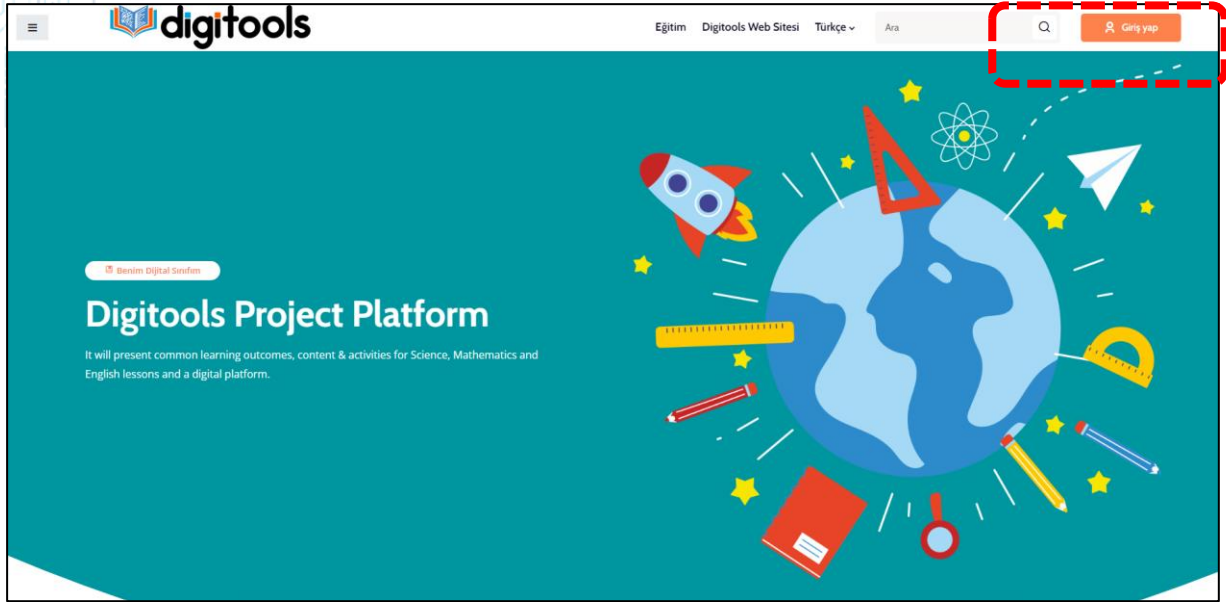 digitools
Eğitim Digitools Web Sitesi Türkçe Ara Giriş yap
Benim Dijital Sınıfım
Digitools Project Platform
It will present common learning outcomes, content & activities for Science, Mathematics and
English lessons and a digital platform.